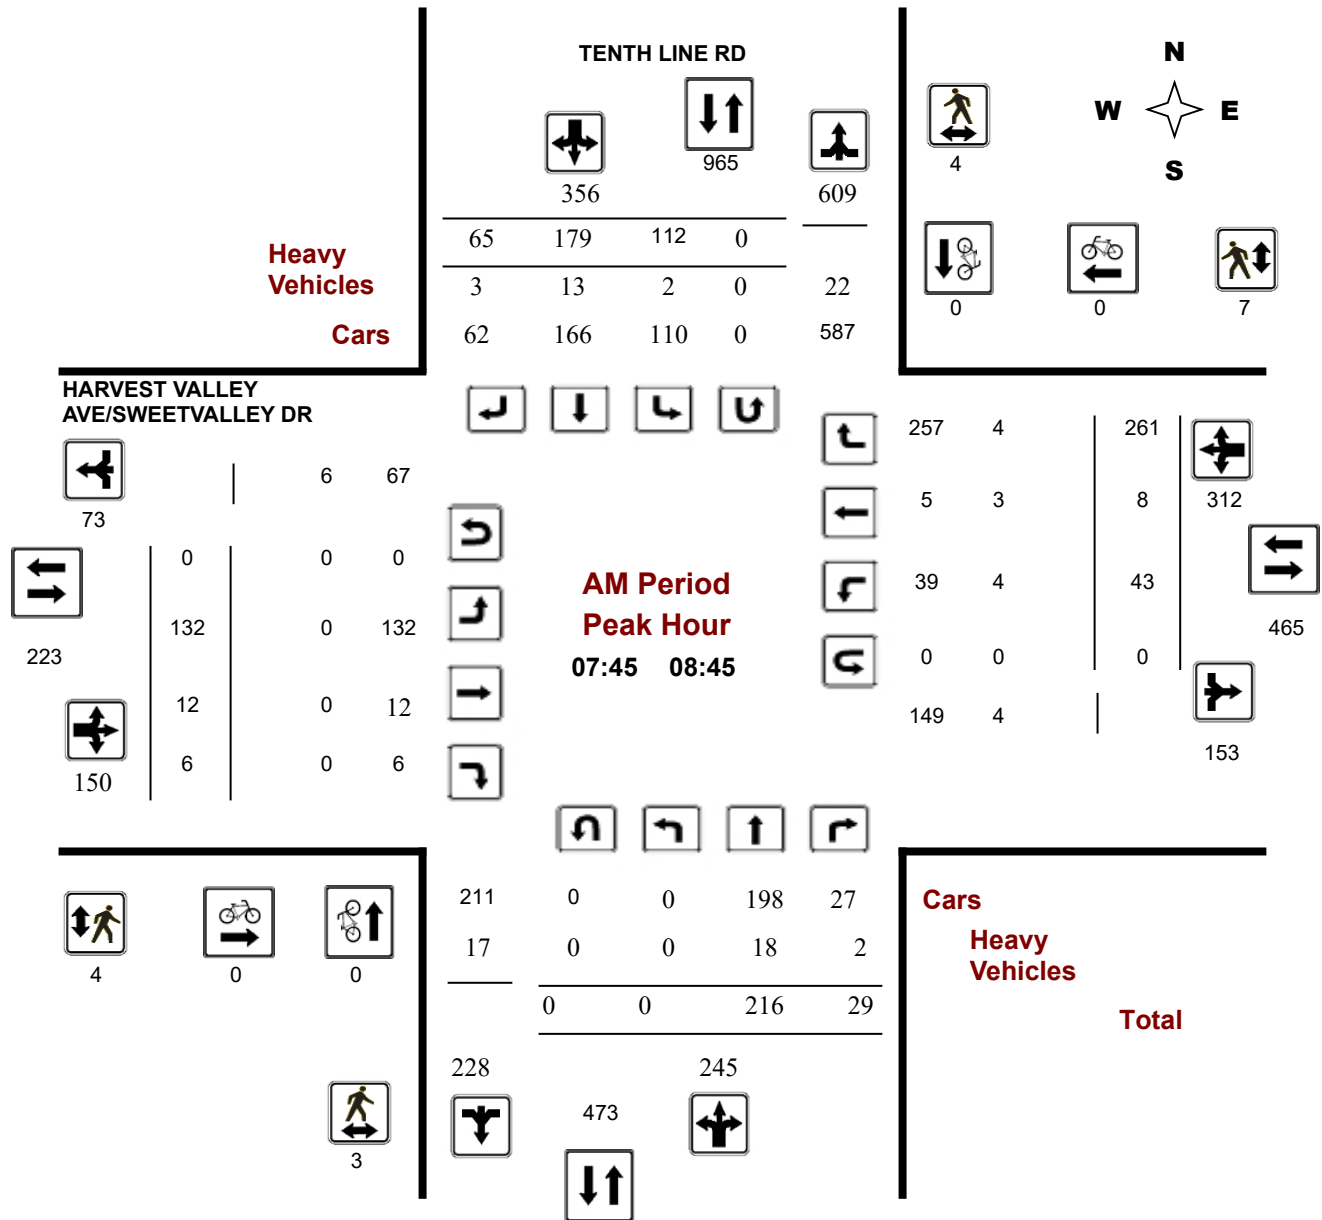 TENTH LINE RD
N
W E
S
965
4
356 609
65 179 112 0
Heavy
Vehicles
3 13 2 0 22
0 0 7
Cars
62 166 110 0 587
HARVEST VALLEY
AVE/SWEETVALLEY DR
257 4 261
6 67
5 3 8 312
73
0 0 0
AM Period
39 4 43
Peak Hour
132 0 132
465
223
07:45 08:45
0 0 0
12 0 12
149 4
153
6 0 6
150
211 0 0 198 27
Cars
17 0 0 18 2
Heavy
Vehicles
4 0 0
0 0 216 29
Total
228 245
473
3